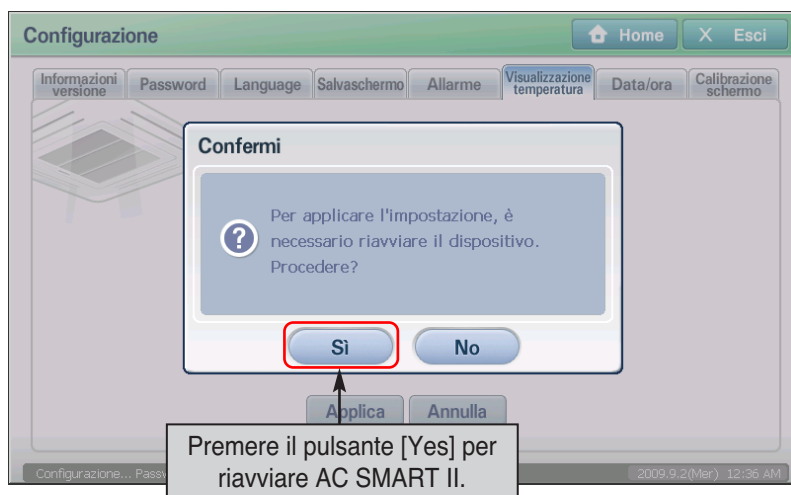 Configurazione
Home
X Esci
Informazioni
versione
Password
Language
Salvaschermo
Allarme
Visualizzazione
temperatura
Data/ora
Calibrazione
schermo
Confermi
?
Per applicare l'impostazione, è
necessario riavviare il dispositivo.
Procedere?
Sì
No
Applica
Annulla
Premere il pulsante [Yes] per
riavviare AC SMART II.
Configurazione...
2009.9.2(Mer) 12:36 AM